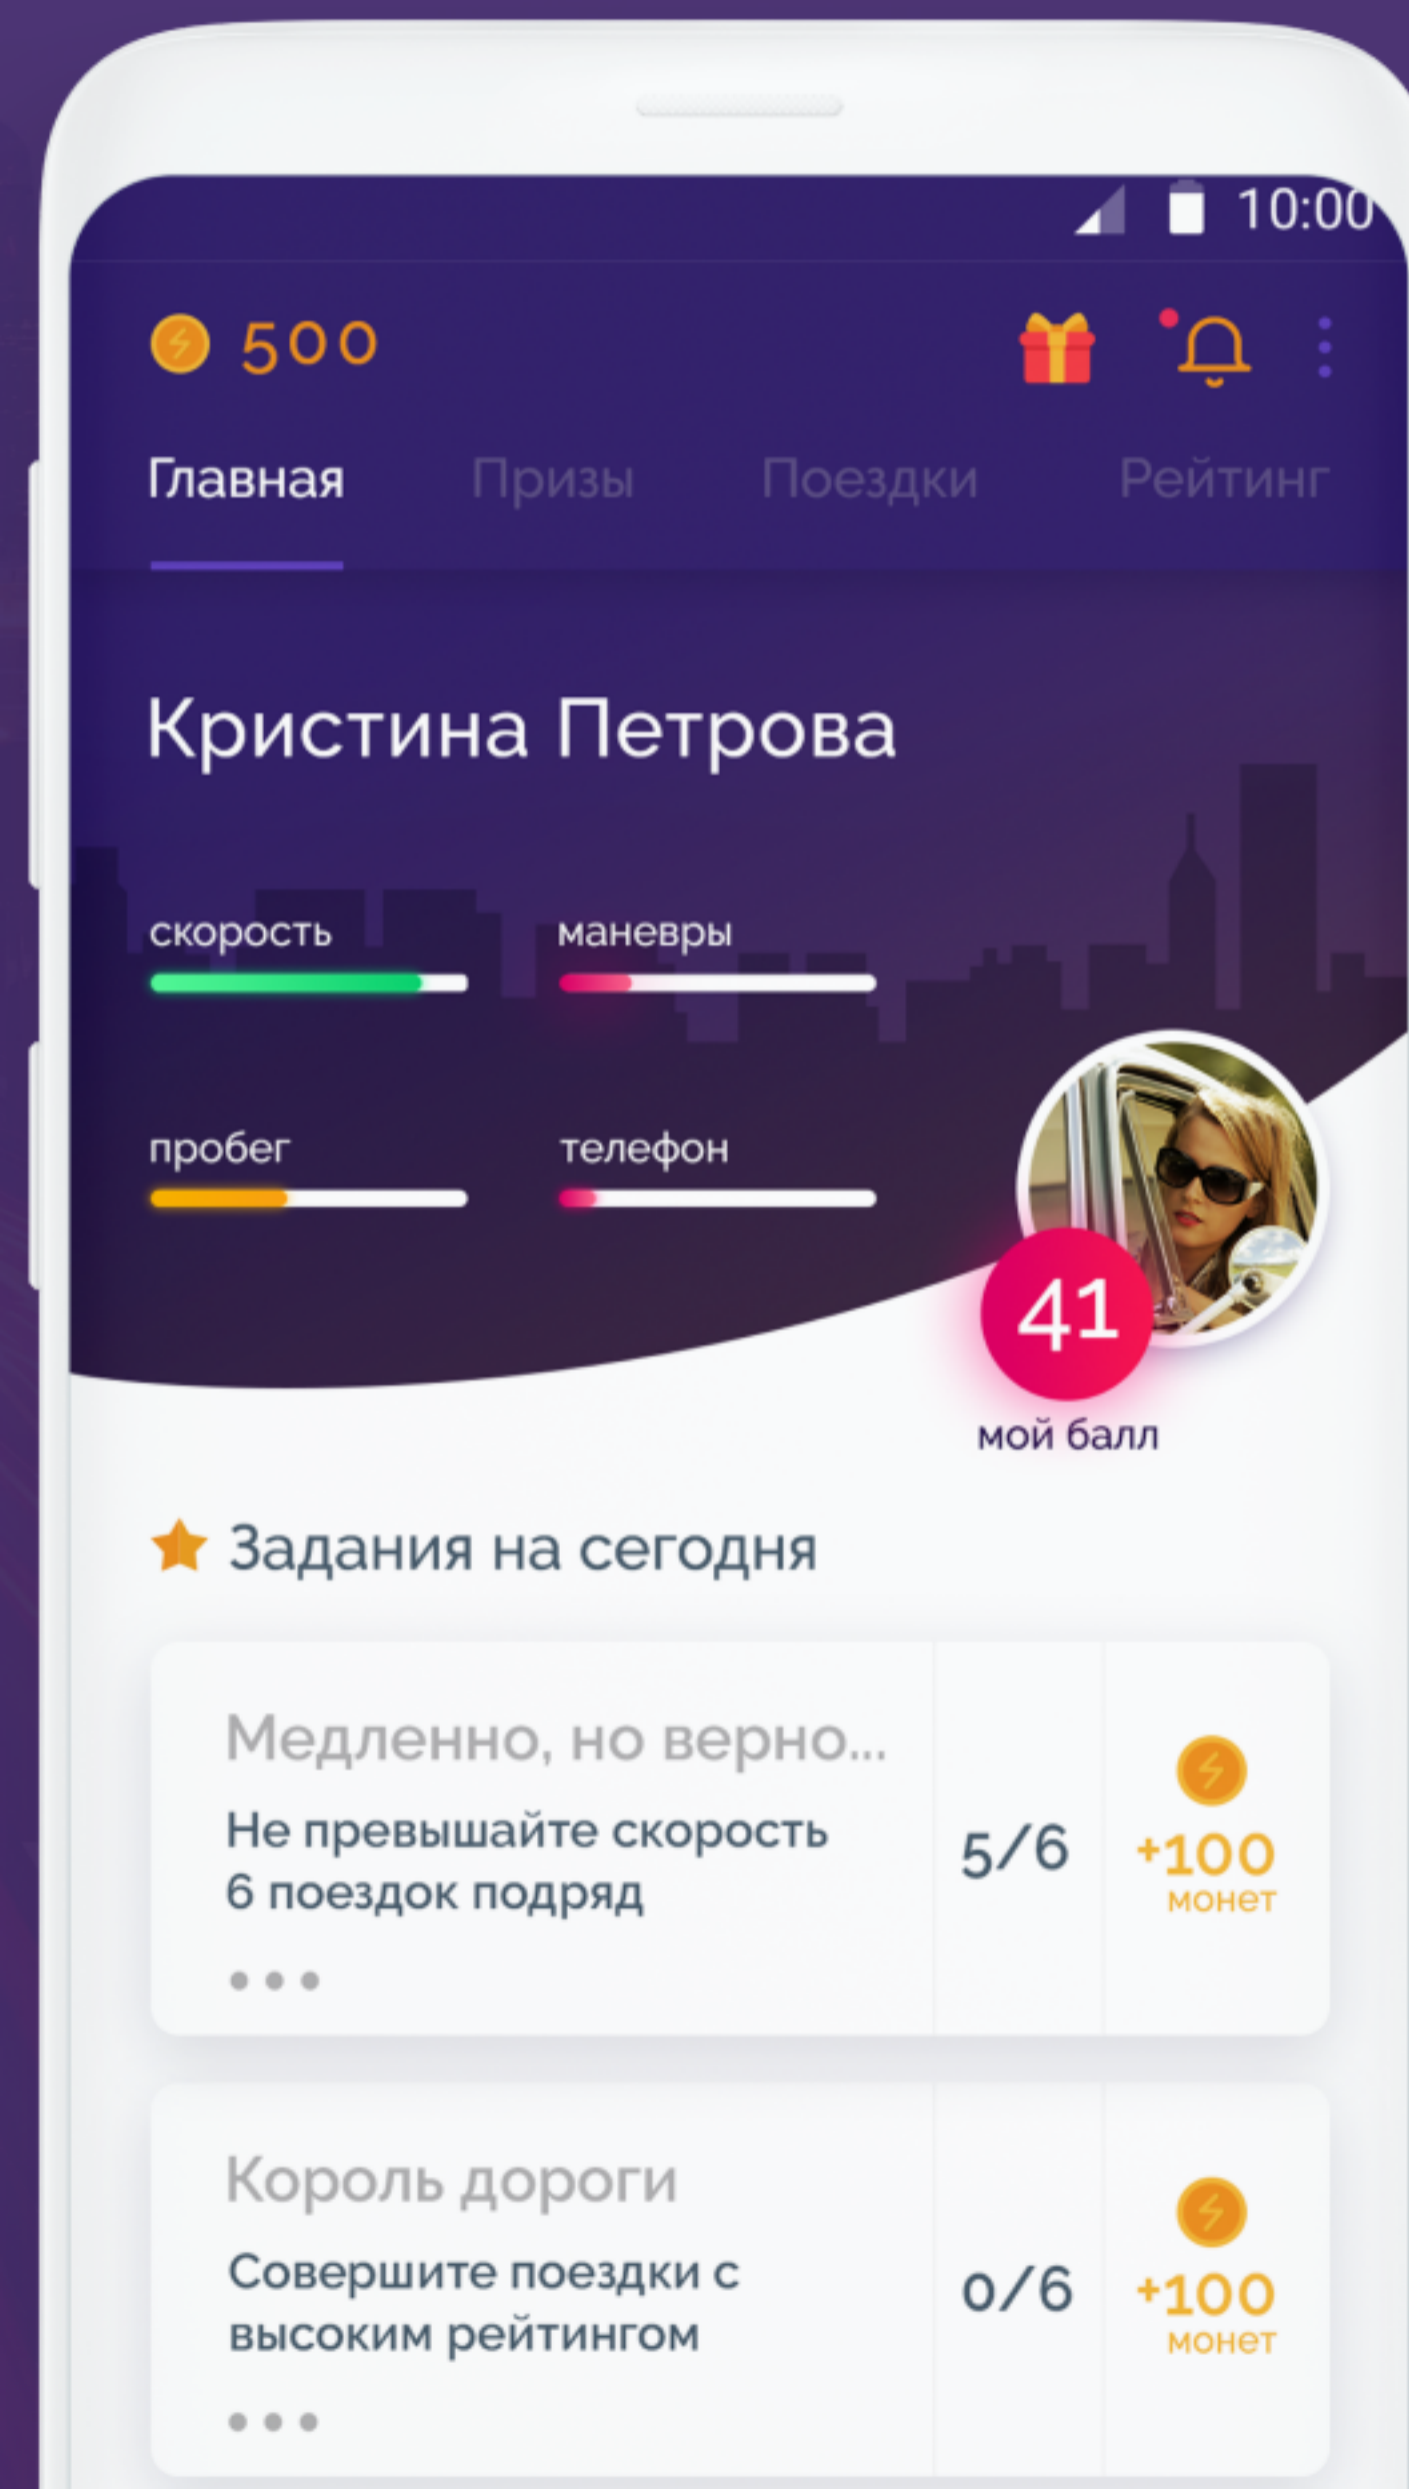 10:00
500
Главная Призы Поездки Рейтинг
Кристина Петрова
скорость маневры
пробег телефон
41
мой балл
Задания на сегодня
Медленно, но верно...
Не превышайте скорость
6 поездок подряд
5/6
+100
монет
Король дороги
Совершите поездки с
высоким рейтингом
0/6
+100
монет